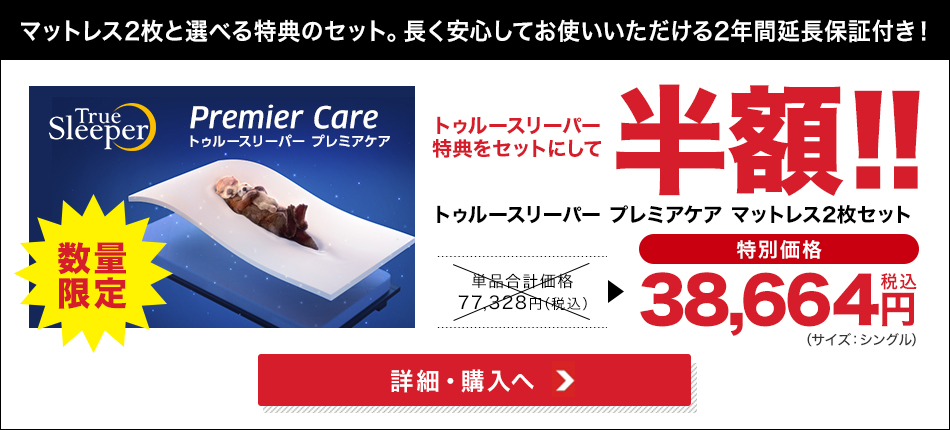 マットレス2枚と選べる特典のセット。長く安心してお使いいただける2年間延長保証付き！
True
Sleeper
Premier Care
トゥルースリーパー プレミアケア
数量
限定
トゥルースリーパー
特典をセットにして
半額!!
トゥルースリーパー プレミアケア マットレス2枚セット
単品合計価格
77,328円（税込）
特別価格
38,664円
税込
（サイズ：シングル）
詳細・購入へ